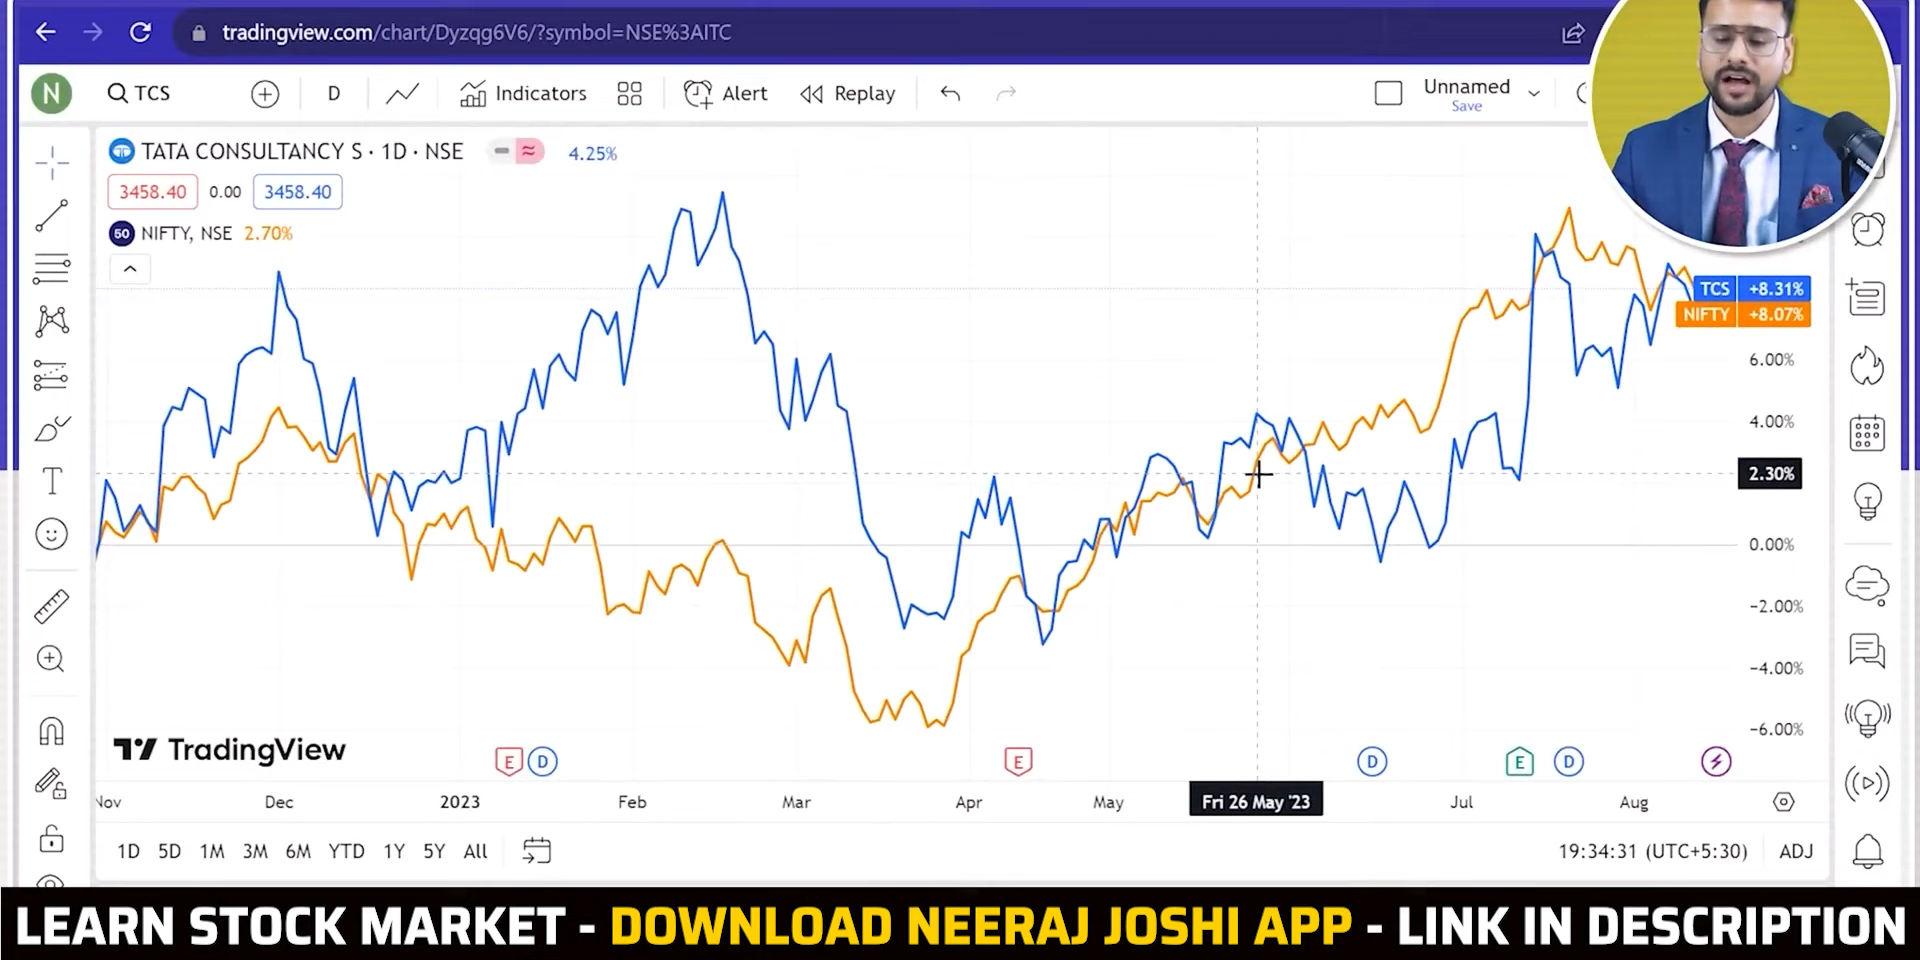 tradingview.com/chart/Dyzqg6V6/?symbol=NSE%3AITC
N TCS D Indicators Alert Replay Unnamed
Save
TATA CONSULTANCY S · 1D · NSE 4.25%
3458.40 0.00 3458.40
50 NIFTY, NSE 2.70%
TCS +8.31%
NIFTY +8.07%
6.00%
4.00%
2.30%
0.00%
−2.00%
−4.00%
−6.00%
TradingView
E D E D E D
Nov Dec 2023 Feb Mar Apr May Fri 26 May '23 Jul Aug
1D 5D 1M 3M 6M YTD 1Y 5Y All 19:34:31 (UTC+5:30) ADJ
LEARN STOCK MARKET - DOWNLOAD NEERAJ JOSHI APP - LINK IN DESCRIPTION